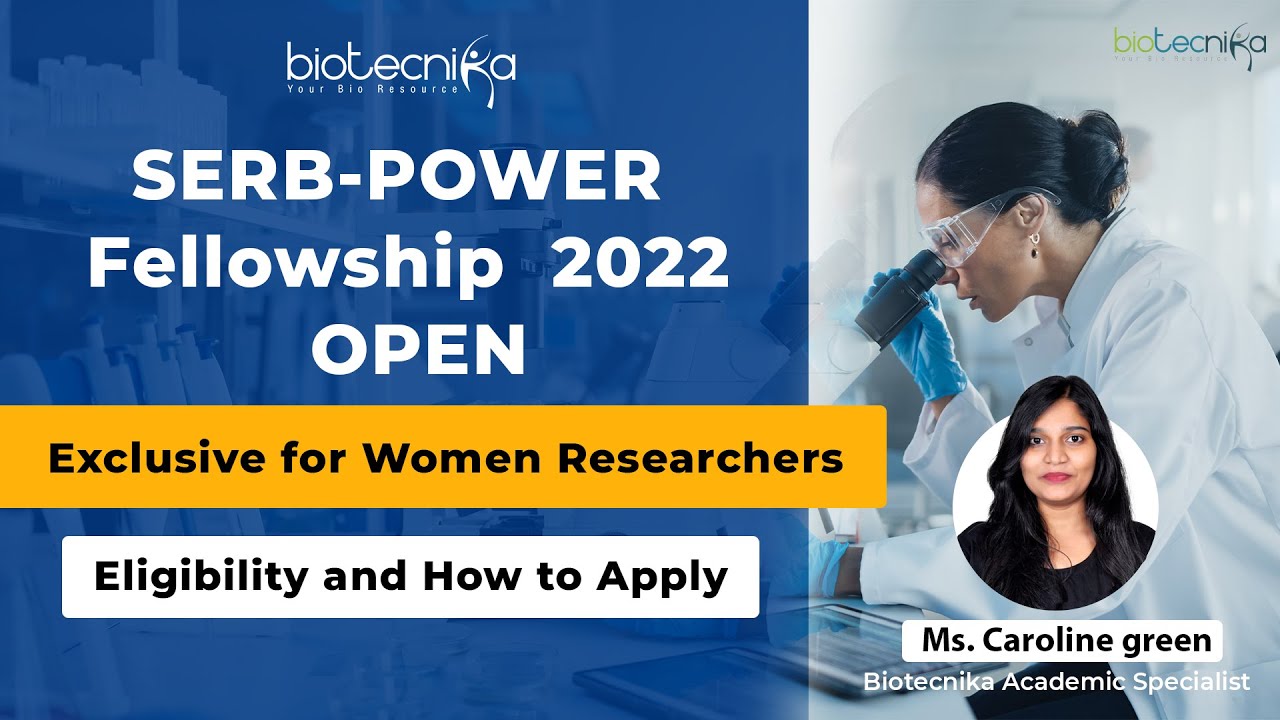 biotecnika
Your Bio Resource
biotecnika
Your Bio Resource
SERB-POWER
Fellowship 2022
OPEN
Exclusive for Women Researchers
Eligibility and How to Apply
Ms. Caroline green
Biotecnika Academic Specialist